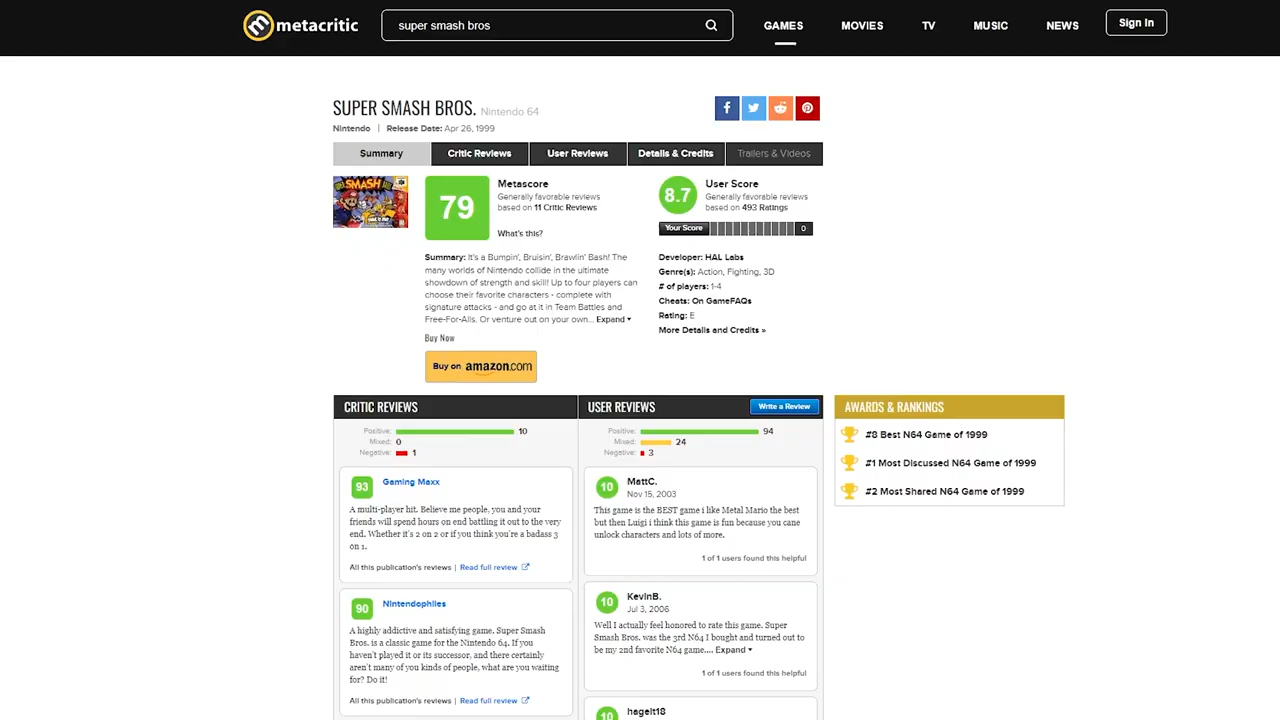 metacritic
super smash bros
GAMES
MOVIES
TV
MUSIC
NEWS
Sign In
SUPER SMASH BROS. Nintendo 64
Nintendo | Release Date: Apr 26, 1999
Summary
Critic Reviews
User Reviews
Details & Credits
Trailers & Videos
SMASH
79
Metascore
Generally favorable reviews
based on 11 Critic Reviews
What's this?
8.7
User Score
Generally favorable reviews
based on 493 Ratings
Your Score 0
Summary: It's a Bumpin', Bruisin', Brawlin' Bash! The
many worlds of Nintendo collide in the ultimate
showdown of strength and skill! Up to four players can
choose their favorite characters - complete with
signature attacks - and go at it in Team Battles and
Free-For-Alls. Or venture out on your own... Expand
Developer: HAL Labs
Genre(s): Action, Fighting, 3D
# of players: 1-4
Cheats: On GameFAQs
Rating: E
More Details and Credits »
Buy Now
Buy on amazon.com
CRITIC REVIEWS
Positive: 10
Mixed: 0
Negative: 1
93 Gaming Maxx
A multi-player hit. Believe me people, you and your
friends will spend hours on end battling it out to the very
end. Whether it's 2 on 2 or if you think you're a badass 3
on 1.
All this publication's reviews | Read full review
90 Nintendophiles
A highly addictive and satisfying game, Super Smash
Bros. is a classic game for the Nintendo 64. If you
haven't played it or its successor, and there certainly
aren't many of you kinds of people, what are you waiting
for? Do it!
All this publication's reviews | Read full review
USER REVIEWS
Write a Review
Positive: 94
Mixed: 24
Negative: 3
10 MattC.
Nov 15, 2003
This game is the BEST game i like Metal Mario the best
but then Luigi i think this game is fun because you cane
unlock characters and lots of more.
1 of 1 users found this helpful
10 KevinB.
Jul 3, 2006
Well I actually feel honored to rate this game. Super
Smash Bros. was the 3rd N64 I bought and turned out to
be my 2nd favorite N64 game.... Expand
1 of 1 users found this helpful
10 hagelt18
AWARDS & RANKINGS
#8 Best N64 Game of 1999
#1 Most Discussed N64 Game of 1999
#2 Most Shared N64 Game of 1999